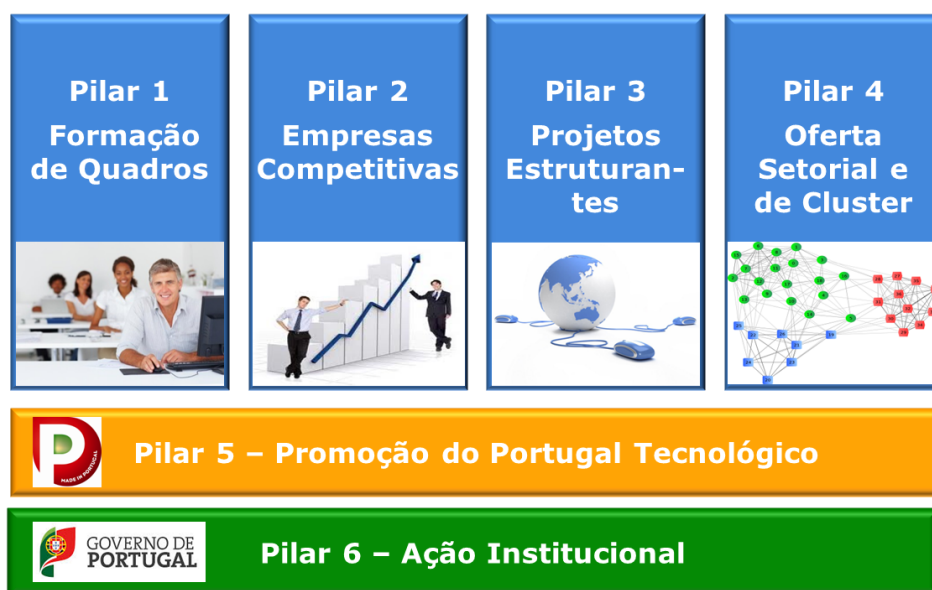 Pilar 1
Formação
de Quadros
Pilar 2
Empresas
Competitivas
Pilar 3
Projetos
Estruturan-
tes
Pilar 4
Oferta
Setorial e
de Cluster
MADE IN PORTUGAL
Pilar 5 – Promoção do Portugal Tecnológico
GOVERNO DE
PORTUGAL
Pilar 6 – Ação Institucional